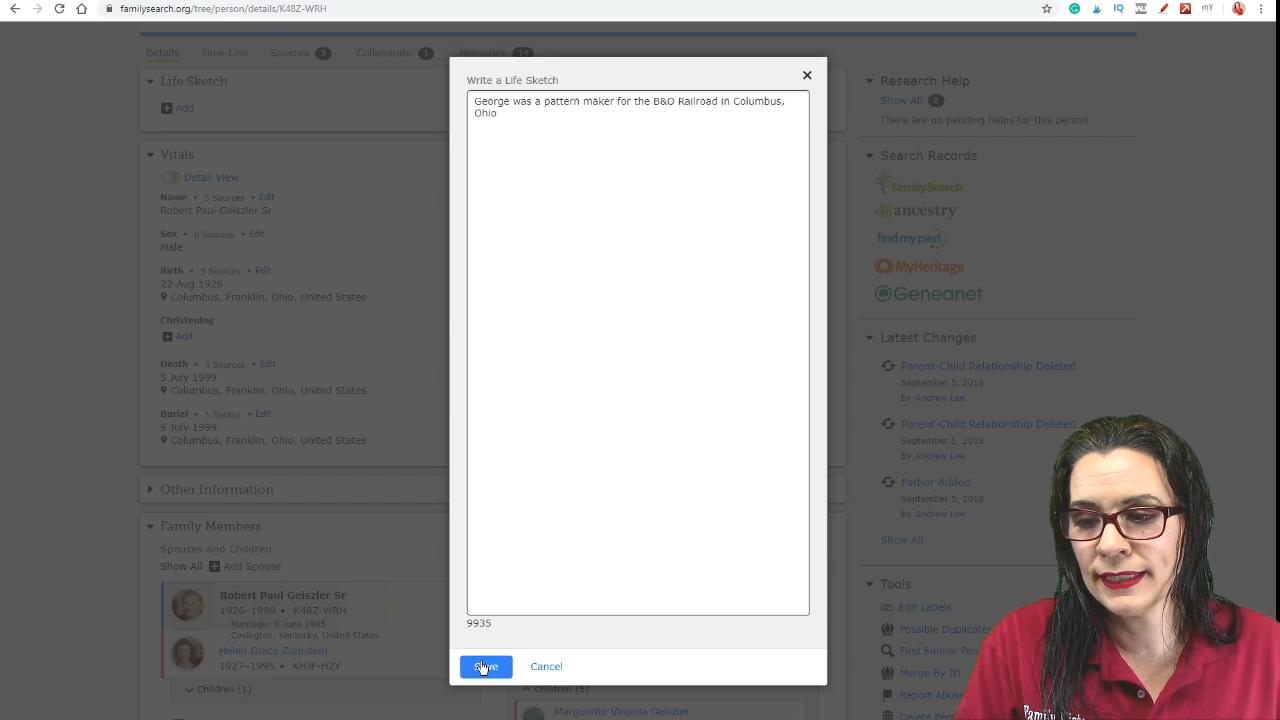 familysearch.org/tree/person/details/K48Z-WRH
Details
Time Line
Sources 5
Collaborate 1
Memories 14
Life Sketch
Add
Vitals
Detail View
Name • 5 Sources • Edit
Robert Paul Geiszler Sr
Sex • 0 Sources • Edit
Male
Birth • 5 Sources • Edit
22 Aug 1926
Columbus, Franklin, Ohio, United States
Christening
Add
Death • 3 Sources • Edit
5 July 1999
Columbus, Franklin, Ohio, United States
Burial • 1 Source • Edit
9 July 1999
Columbus, Franklin, Ohio, United States
Other Information
Family Members
Spouses and Children
Show All Add Spouse
Robert Paul Geiszler Sr
1926–1999 • K48Z-WRH
Marriage: 9 June 1945
Covington, Kentucky, United States
Helen Grace Zumstein
1927–1995 • KHJF-H2Y
Children (1)
Write a Life Sketch
George was a pattern maker for the B&O Railroad in Columbus,
Ohio
9935
Save
Cancel
Children (5)
Marguerite Virginia Geiszler
Research Help
Show All 0
There are no pending helps for this person.
Search Records
FamilySearch
ancestry
findmypast
MyHeritage
Geneanet
Latest Changes
Parent-Child Relationship Deleted
September 5, 2018
by Andrew Lee
Parent-Child Relationship Deleted
September 5, 2018
by Andrew Lee
Father Added
September 5, 2018
by Andrew Lee
Show All
Tools
Edit Labels
Possible Duplicates
Find Similar Peo
Merge By ID
Report Abuse
Delete Pers
Family